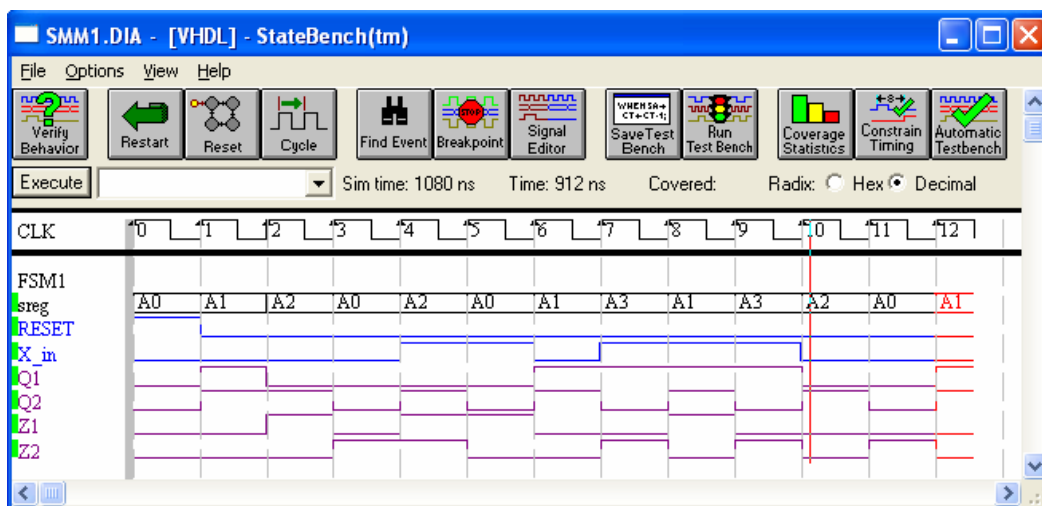 SMM1.DIA - [VHDL] - StateBench(tm)
File Options View Help
Verify Behavior
Restart
Reset
Cycle
Find Event
STOP
Breakpoint
Signal Editor
WHEN SA→
CT←CT-1;
SaveTest Bench
Run Test Bench
Coverage Statistics
←8→
Constrain Timing
Automatic Testbench
Execute Sim time: 1080 ns Time: 912 ns Covered: Radix: Hex Decimal
CLK 0 1 2 3 4 5 6 7 8 9 10 11 12
FSM1
sreg A0 A1 A2 A0 A2 A0 A1 A3 A1 A3 A2 A0 A1
RESET
X_in
Q1
Q2
Z1
Z2